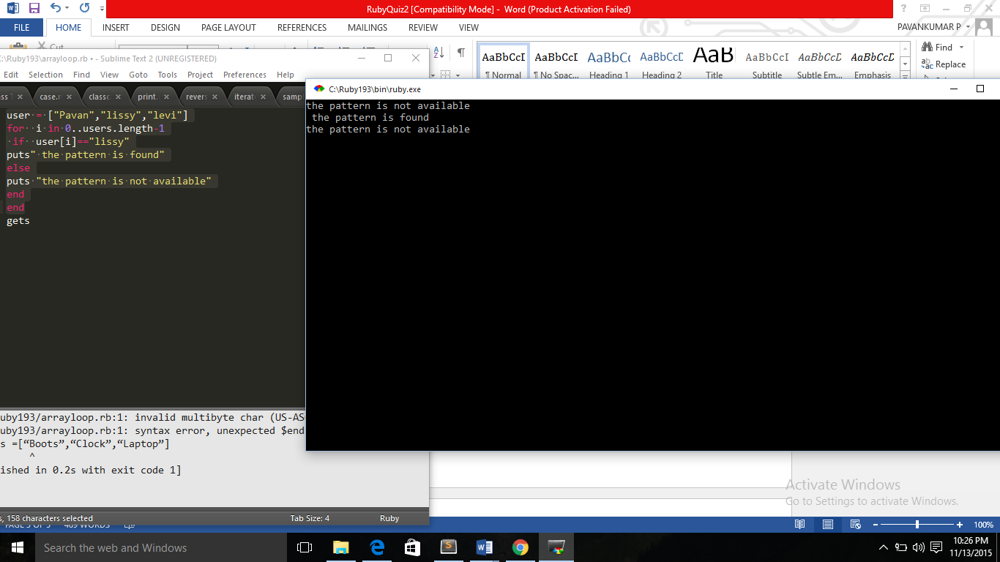 RubyQuiz2 [Compatibility Mode] - Word (Product Activation Failed)
FILE HOME INSERT DESIGN PAGE LAYOUT REFERENCES MAILINGS REVIEW VIEW PAVANKUMAR P
Cut
AaBbCcI AaBbCcI AaBbC AaBbCcD AaB AaBbCcI AaBbCcD AaBbCcD
¶ Normal ¶ No Spac... Heading 1 Heading 2 Title Subtitle Subtle Em... Emphasis
Find
Replace
C:\Ruby193\arrayloop.rb • - Sublime Text 2 (UNREGISTERED)
Edit Selection Find View Goto Tools Project Preferences Help
case.r classc print. revers iterat samp
user = ["Pavan","lissy","levi"]
for  i in 0..users.length-1
 if  user[i]=="lissy"
puts" the pattern is found"
else
puts "the pattern is not available"
end
end
gets
uby193/arrayloop.rb:1: invalid multibyte char (US-AS
uby193/arrayloop.rb:1: syntax error, unexpected $end
s =[“Boots”,“Clock”,“Laptop”]
^
ished in 0.2s with exit code 1]
s, 158 characters selected Tab Size: 4 Ruby
C:\Ruby193\bin\ruby.exe
the pattern is not available
 the pattern is found
the pattern is not available
Activate Windows
Go to Settings to activate Windows.
PAGE 5 OF 5 409 WORDS 100%
Search the web and Windows
10:26 PM
11/13/2015